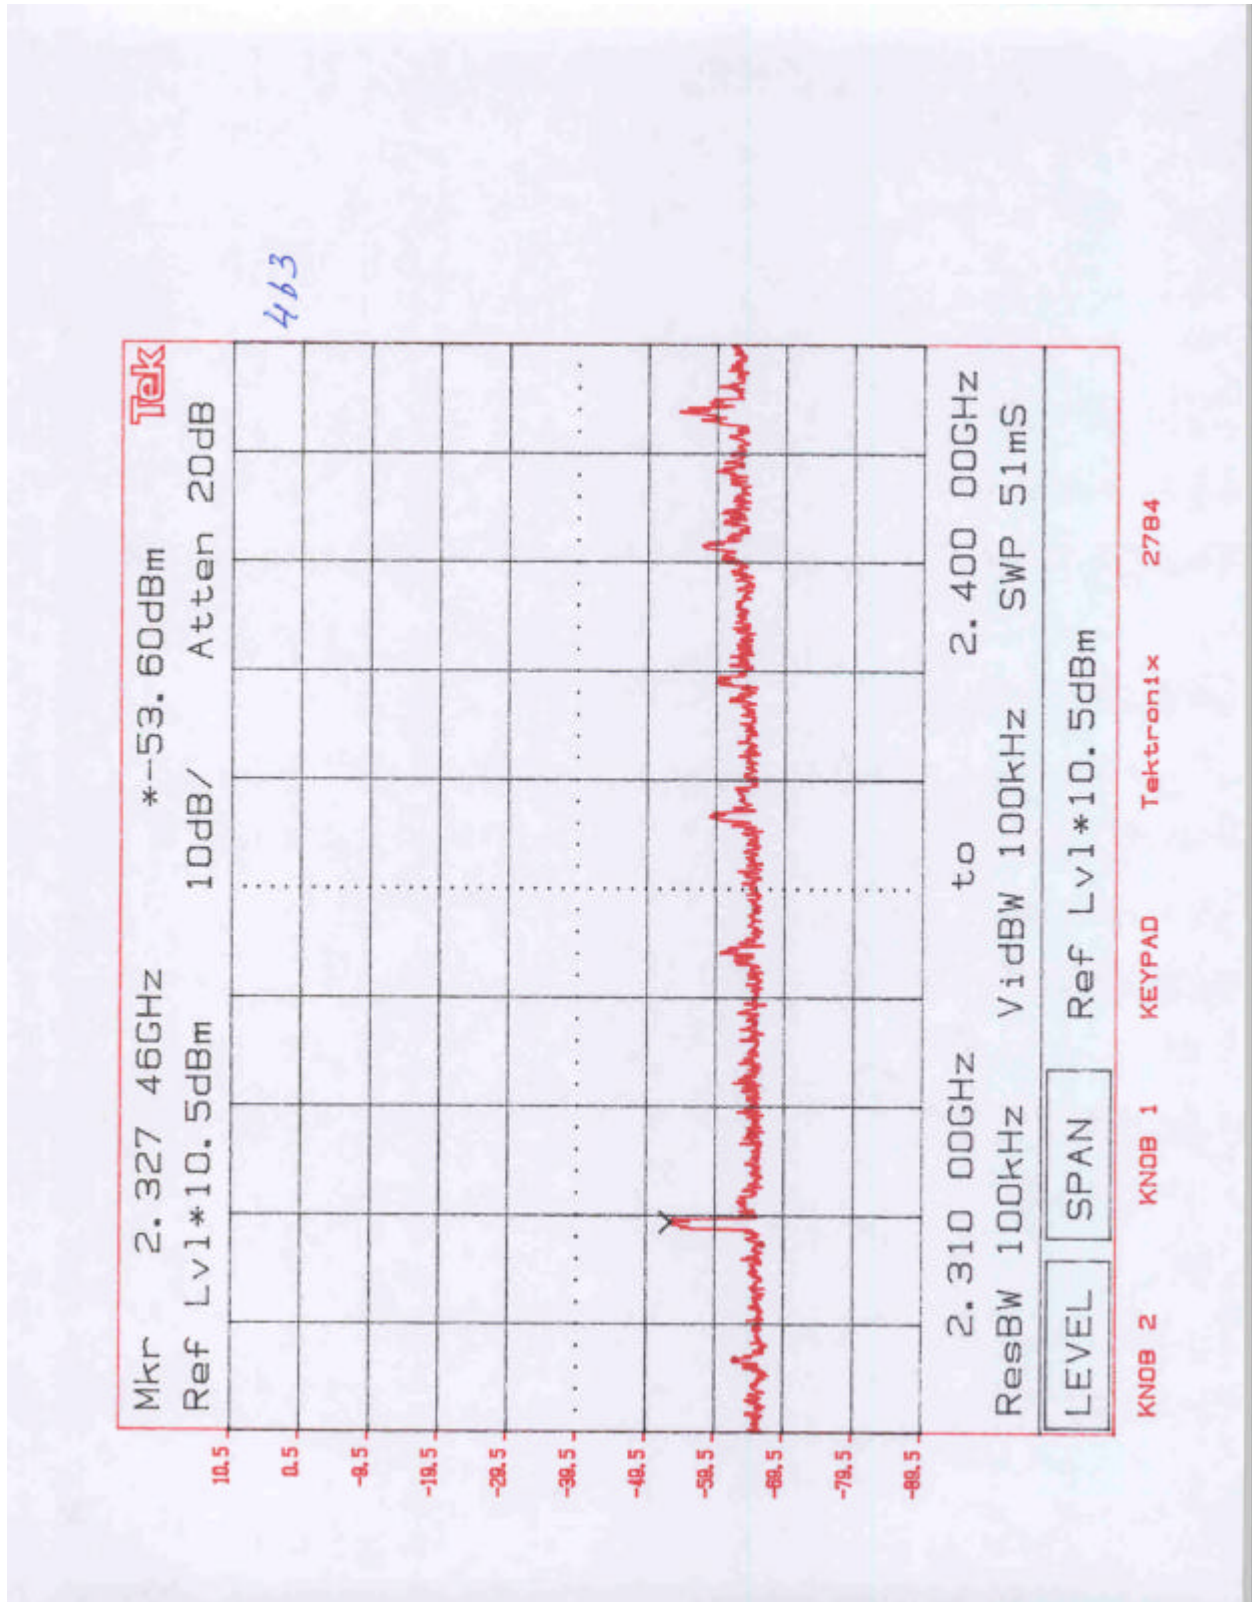 4b3
Mkr 2.327 46GHz *-53.60dBm Tek
Ref Lvl*10.5dBm 10dB/ Atten 20dB
10.5
0.5
-9.5
-19.5
-29.5
-39.5
-49.5
-59.5
-69.5
-79.5
-89.5
2.310 00GHz to 2.400 00GHz
ResBW 100kHz VidBW 100kHz SWP 51mS
LEVEL SPAN Ref Lvl*10.5dBm
KNOB 2 KNOB 1 KEYPAD Tektronix 2784